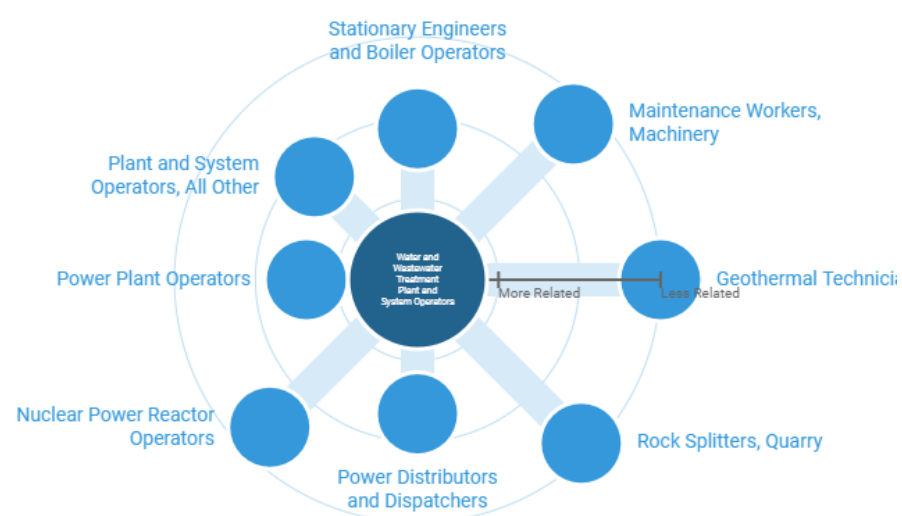 Stationary Engineers
and Boiler Operators
Maintenance Workers,
Machinery
Plant and System
Operators, All Other
Water and
Wastewater
Treatment
Plant and
System Operators
Power Plant Operators
More Related
Less Related
Geothermal Technicia
Nuclear Power Reactor
Operators
Rock Splitters, Quarry
Power Distributors
and Dispatchers